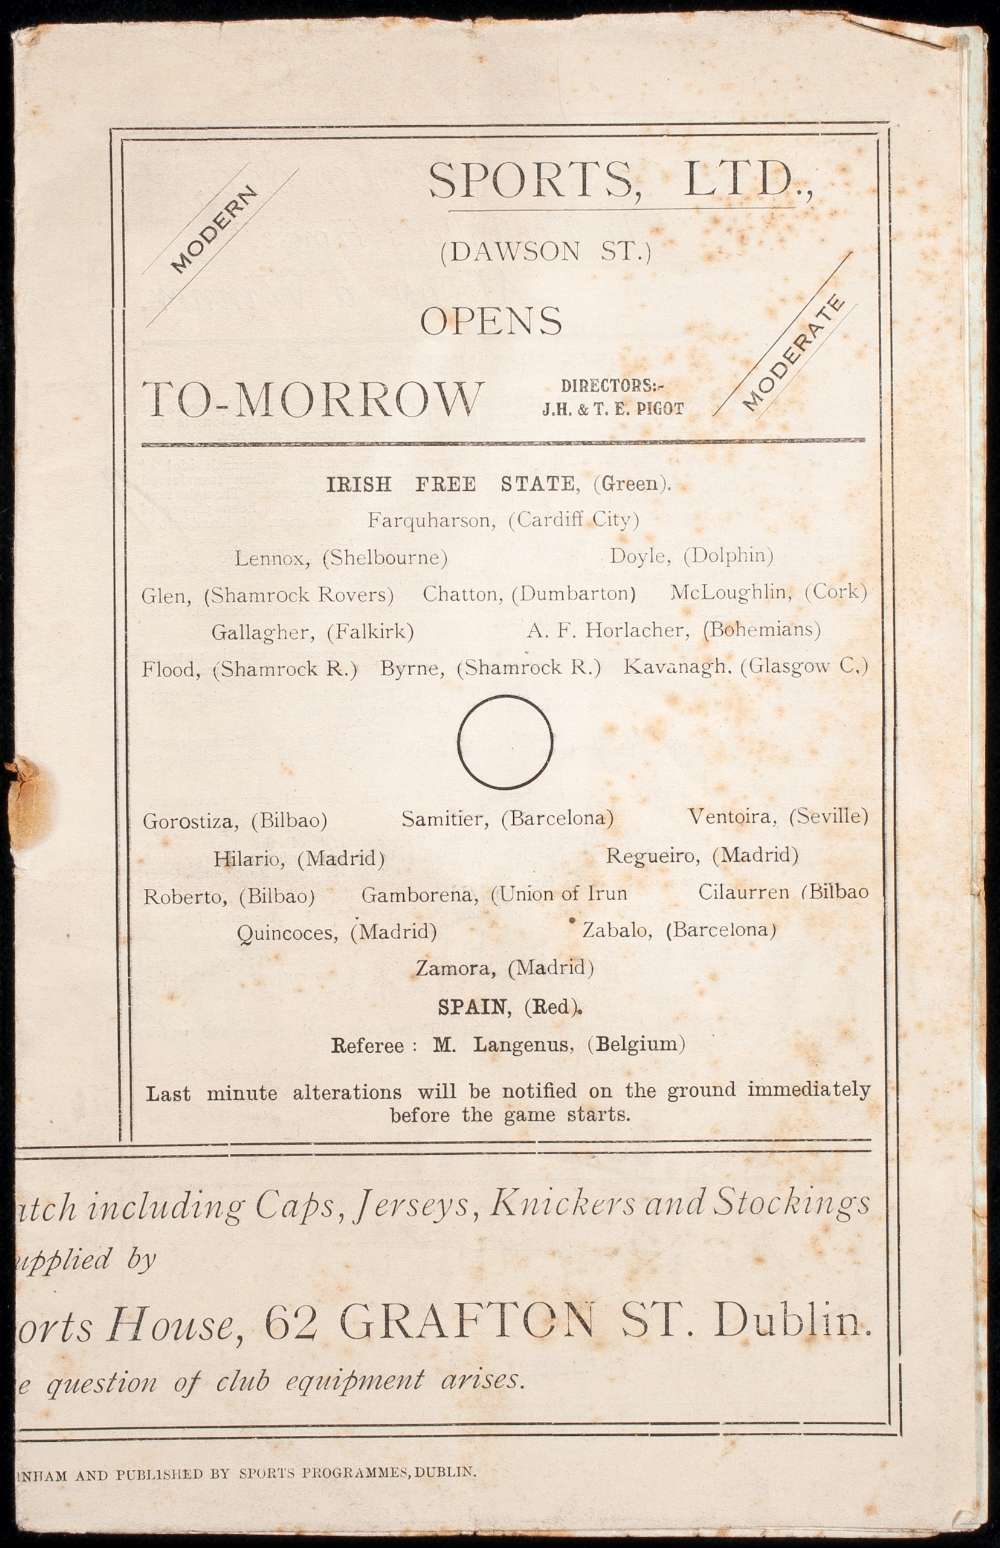 MODERN
SPORTS, LTD.,
(DAWSON ST.)
OPENS
MODERATE
TO-MORROW
DIRECTORS:-
J.H. & T. E. PIGOT
IRISH FREE STATE, (Green).
Farquharson, (Cardiff City)
Lennox, (Shelbourne) Doyle, (Dolphin)
Glen, (Shamrock Rovers) Chatton, (Dumbarton) McLoughlin, (Cork)
Gallagher, (Falkirk) A. F. Horlacher, (Bohemians)
Flood, (Shamrock R.) Byrne, (Shamrock R.) Kavanagh. (Glasgow C,)
Gorostiza, (Bilbao) Samitier, (Barcelona) Ventoira, (Seville)
Hilario, (Madrid) Regueiro, (Madrid)
Roberto, (Bilbao) Gamborena, (Union of Irun Cilaurren (Bilbao
Quincoces, (Madrid) Zabalo, (Barcelona)
Zamora, (Madrid)
SPAIN, (Red).
Referee : M. Langenus, (Belgium)
Last minute alterations will be notified on the ground immediately
before the game starts.
atch including Caps, Jerseys, Knickers and Stockings
upplied by
orts House, 62 GRAFTON ST. Dublin.
e question of club equipment arises.
NHAM AND PUBLISHED BY SPORTS PROGRAMMES, DUBLIN.